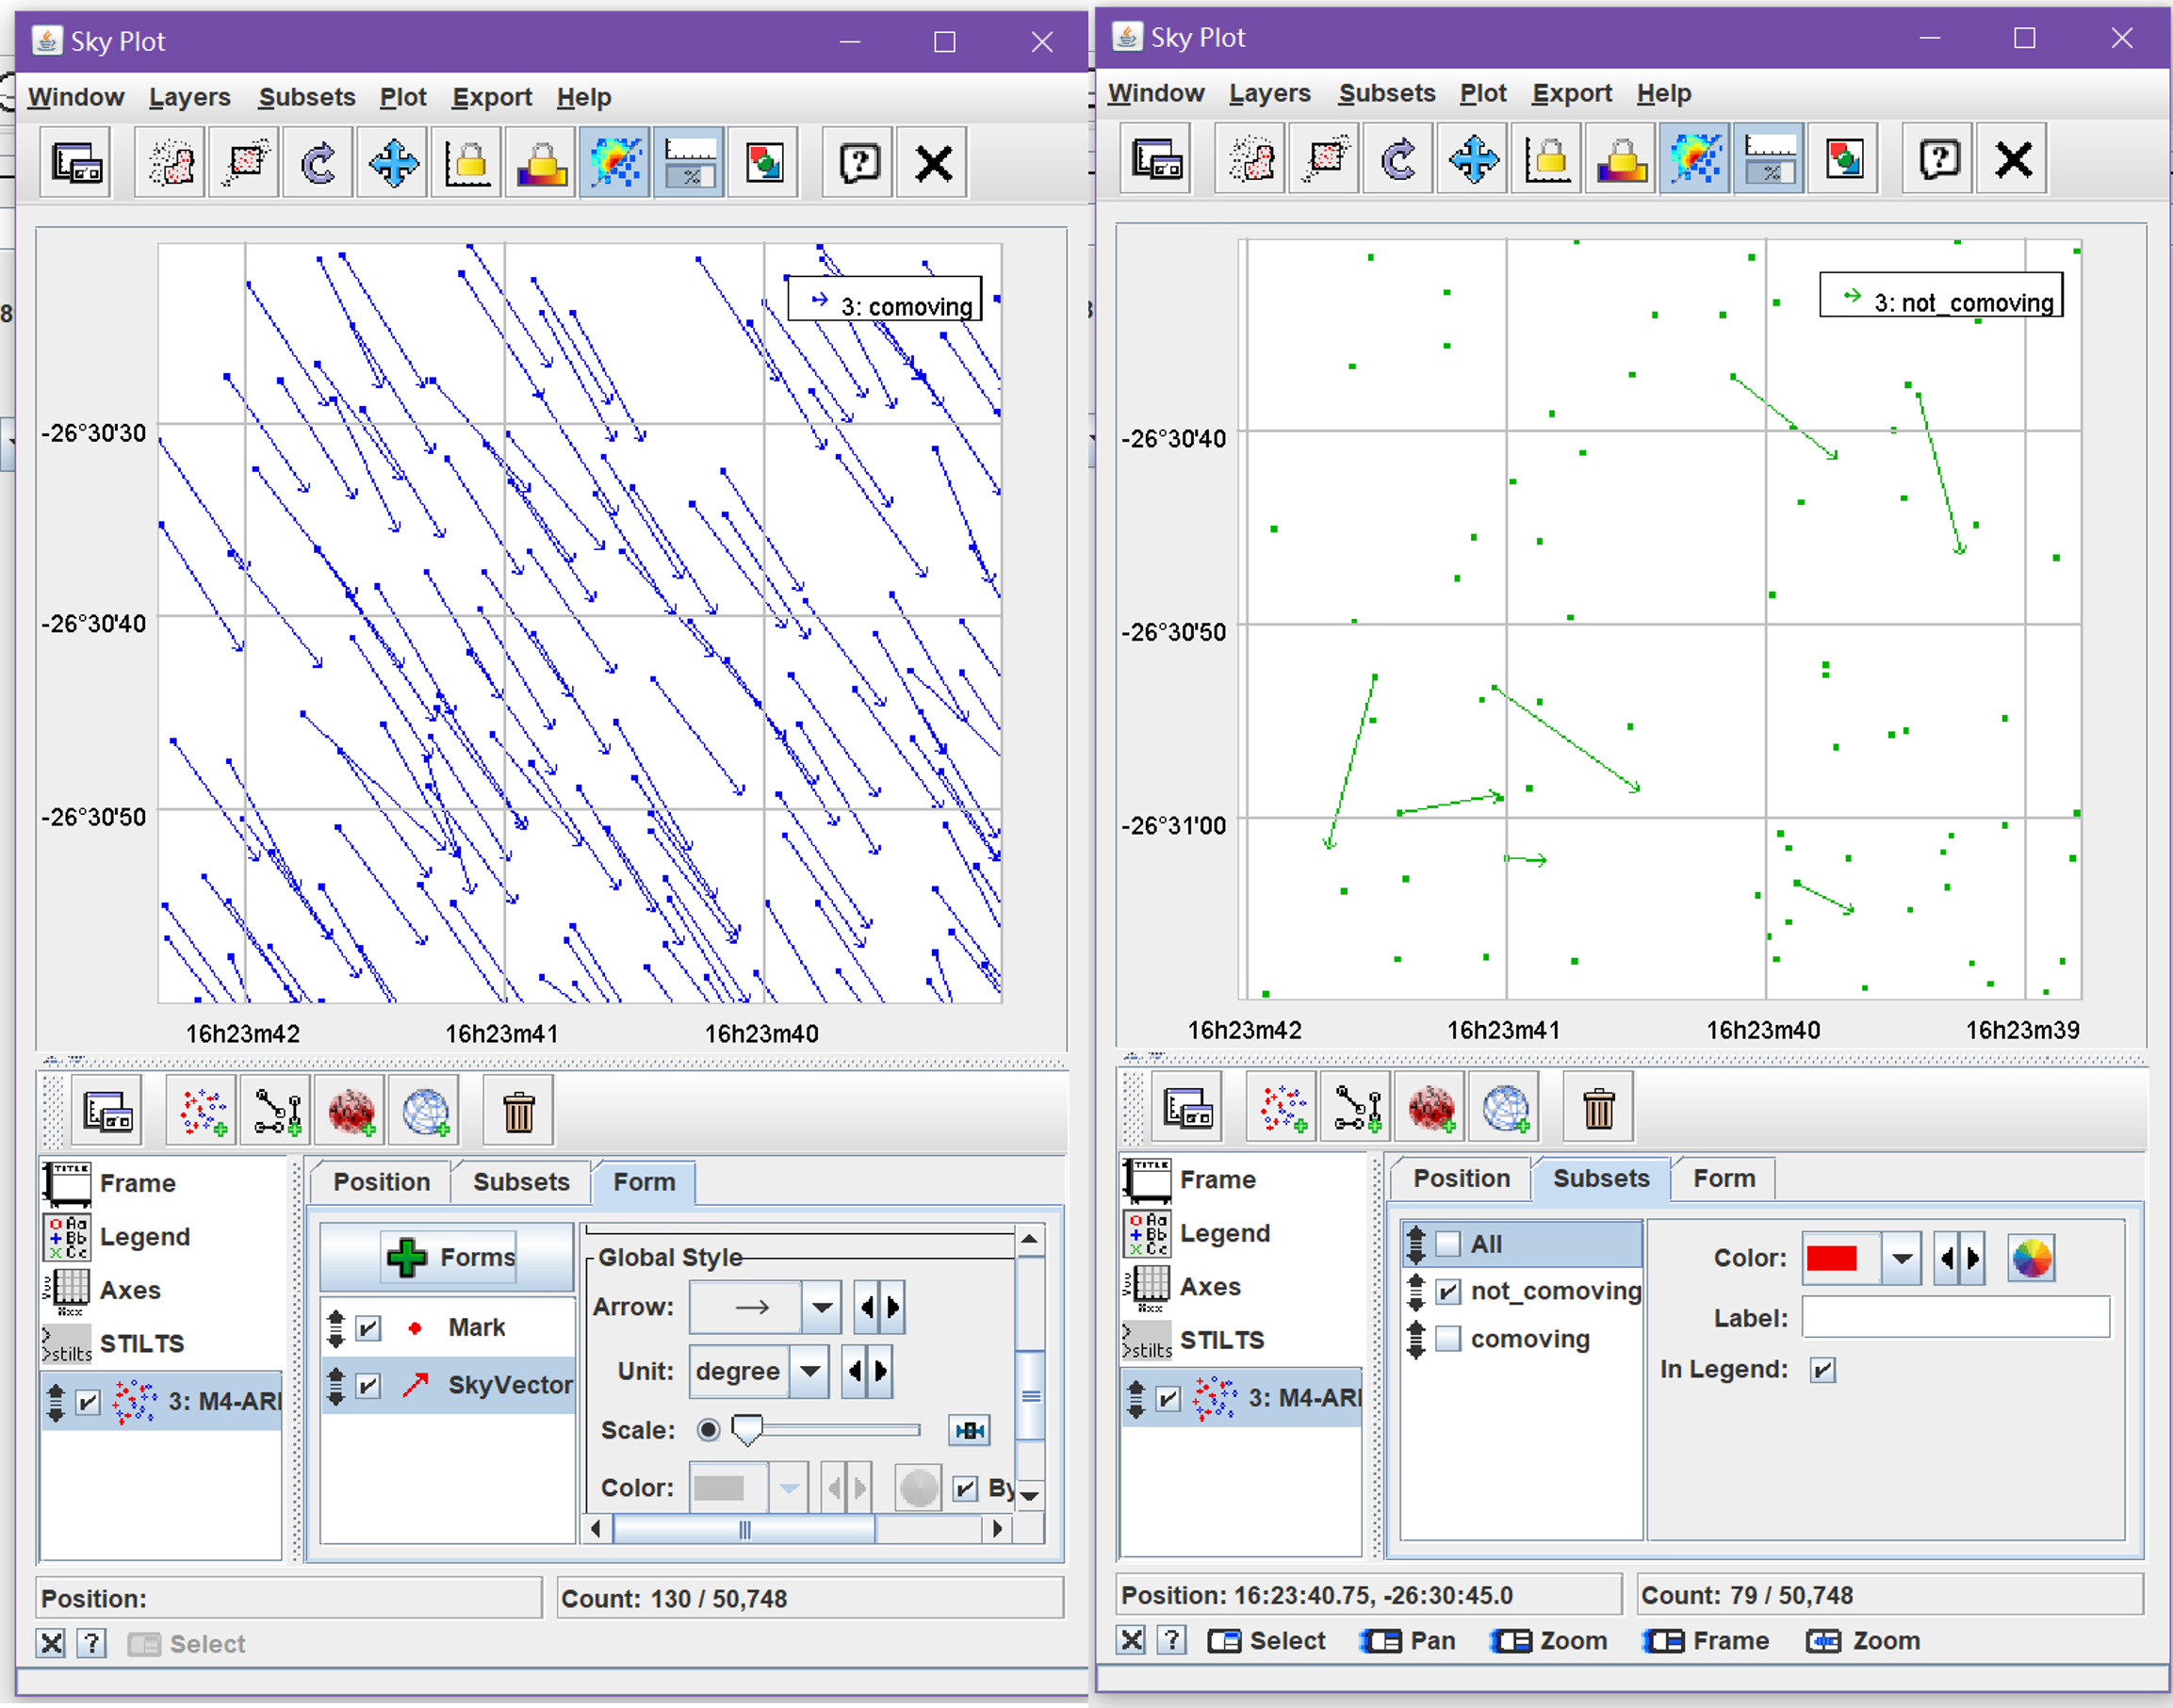 Sky Plot
Window Layers Subsets Plot Export Help
3: comoving
-26°30'30
-26°30'40
-26°30'50
16h23m42 16h23m41 16h23m40
Frame
Legend
Axes
STILTS
3: M4-ARI
Position Subsets Form
Forms
Mark
SkyVector
Global Style
Arrow:
Unit: degree
Scale:
Color: By
Position:
Count: 130 / 50,748
Select
Sky Plot
Window Layers Subsets Plot Export Help
3: not_comoving
-26°30'40
-26°30'50
-26°31'00
16h23m42 16h23m41 16h23m40 16h23m39
Frame
Legend
Axes
STILTS
3: M4-ARI
Position Subsets Form
All
not_comoving
comoving
Color:
Label:
In Legend:
Position: 16:23:40.75, -26:30:45.0
Count: 79 / 50,748
Select Pan Zoom Frame Zoom